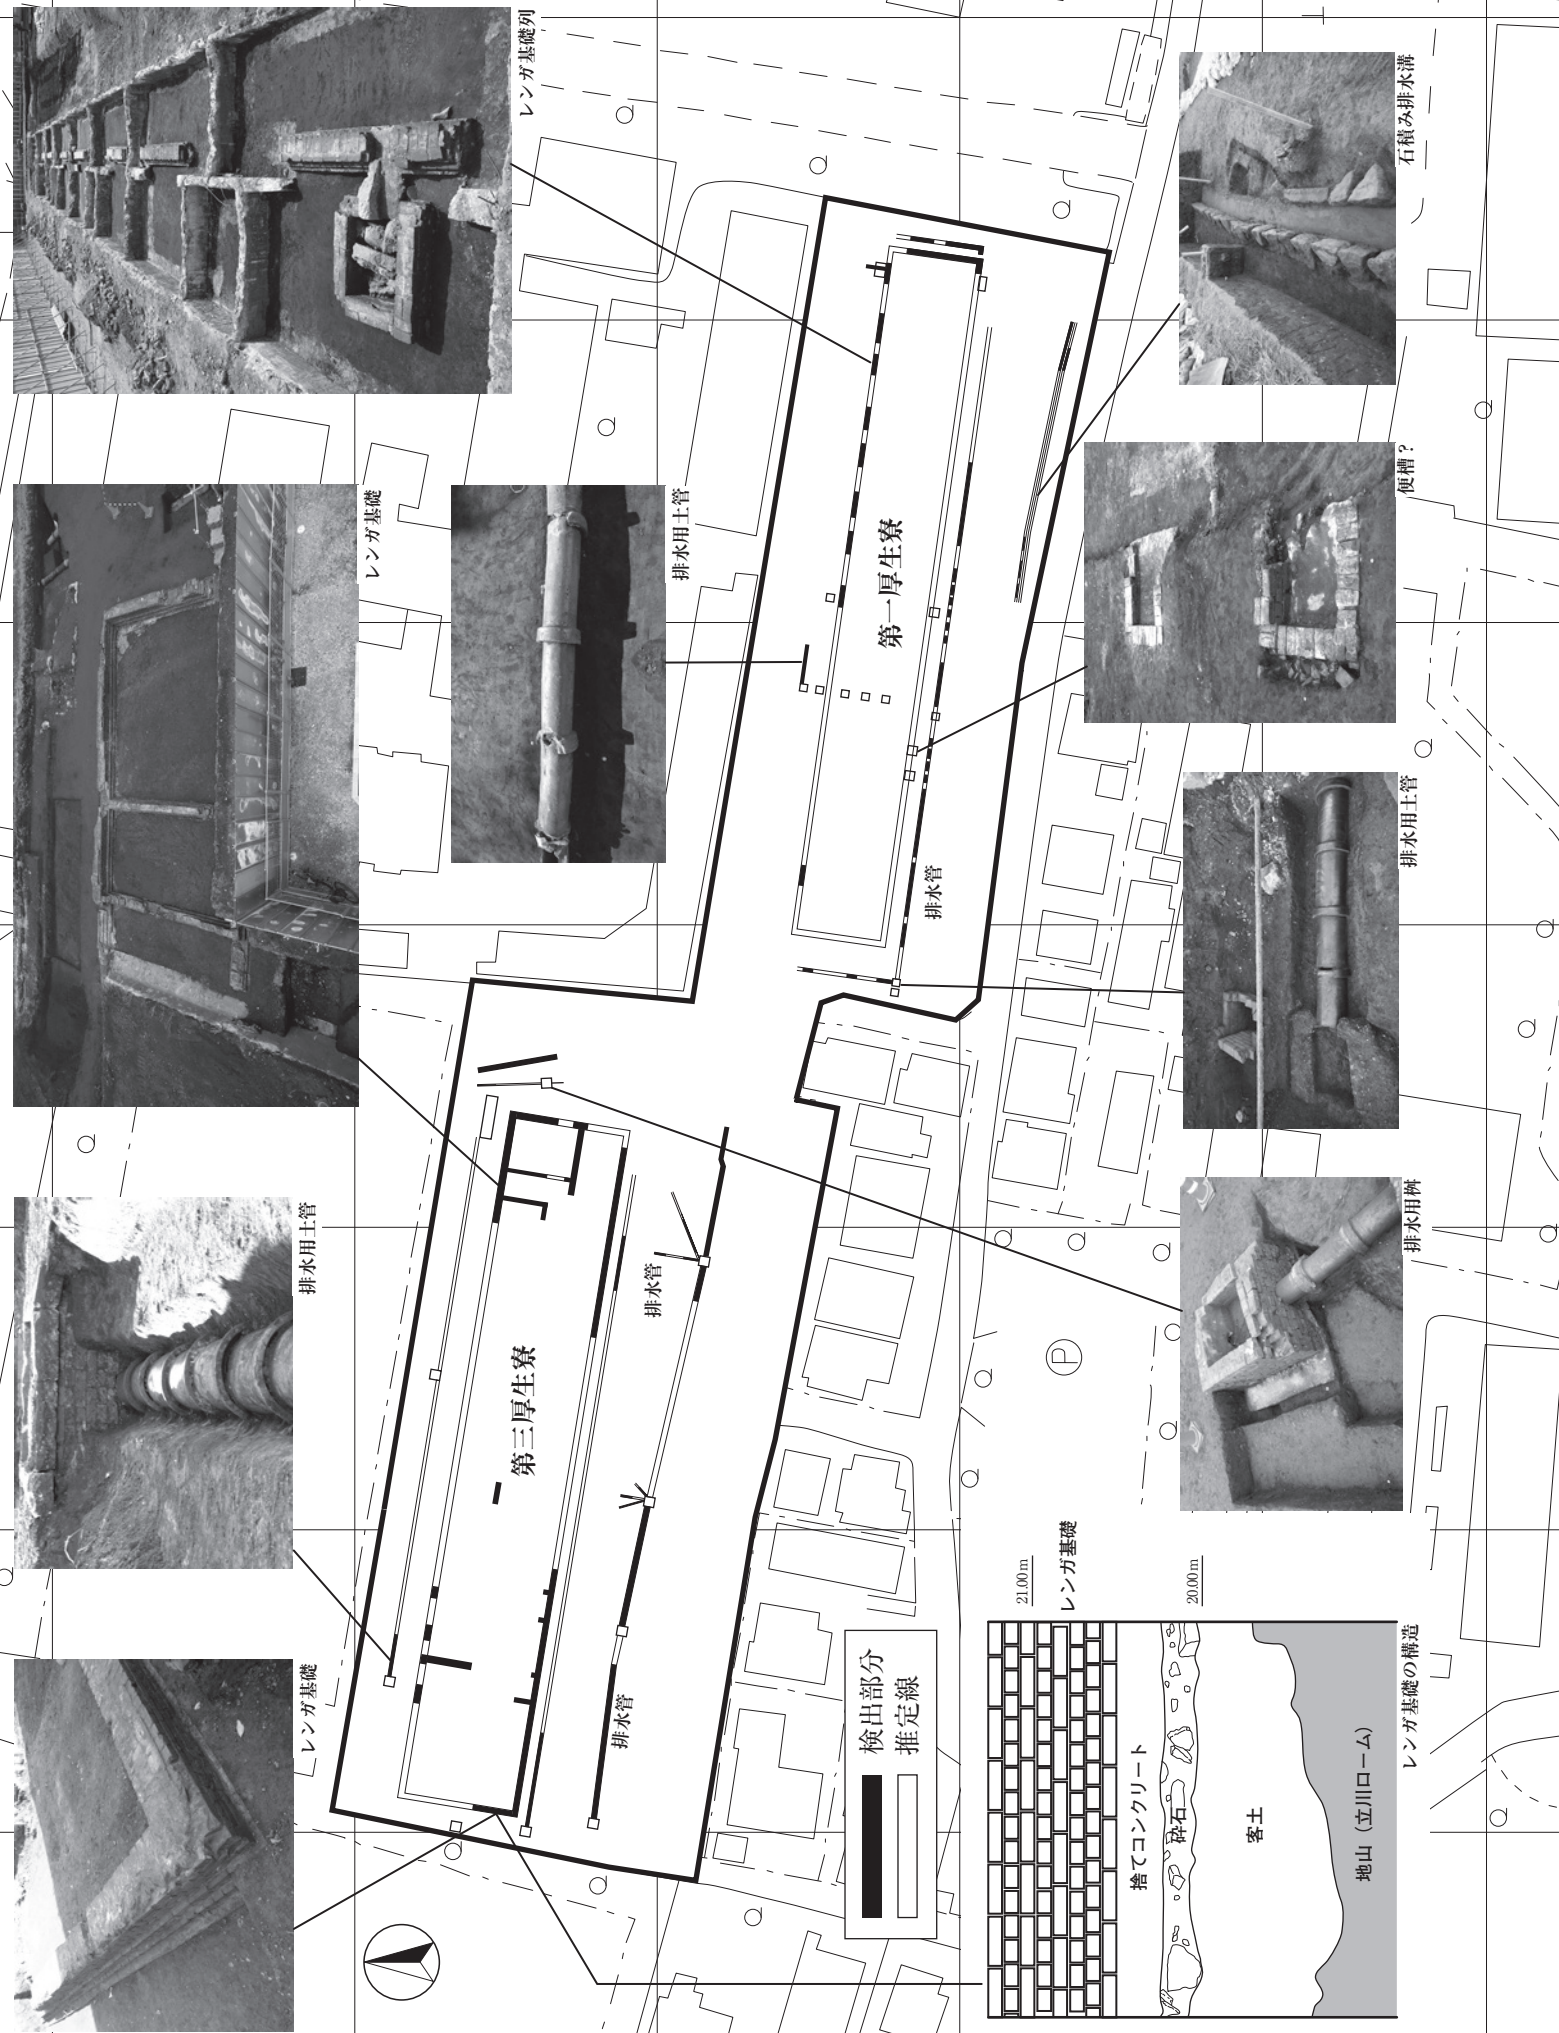 レンガ基礎
排水用土管
レンガ基礎
レンガ基礎列
排水用土管
第三厚生寮
排水管
排水管
第一厚生寮
排水管
検出部分
推定線
P
21.00m
レンガ基礎
20.00m
捨てコンクリート
砕石
客土
地山（立川ローム）
レンガ基礎の構造
排水用桝
排水用土管
便槽？
石積み排水溝